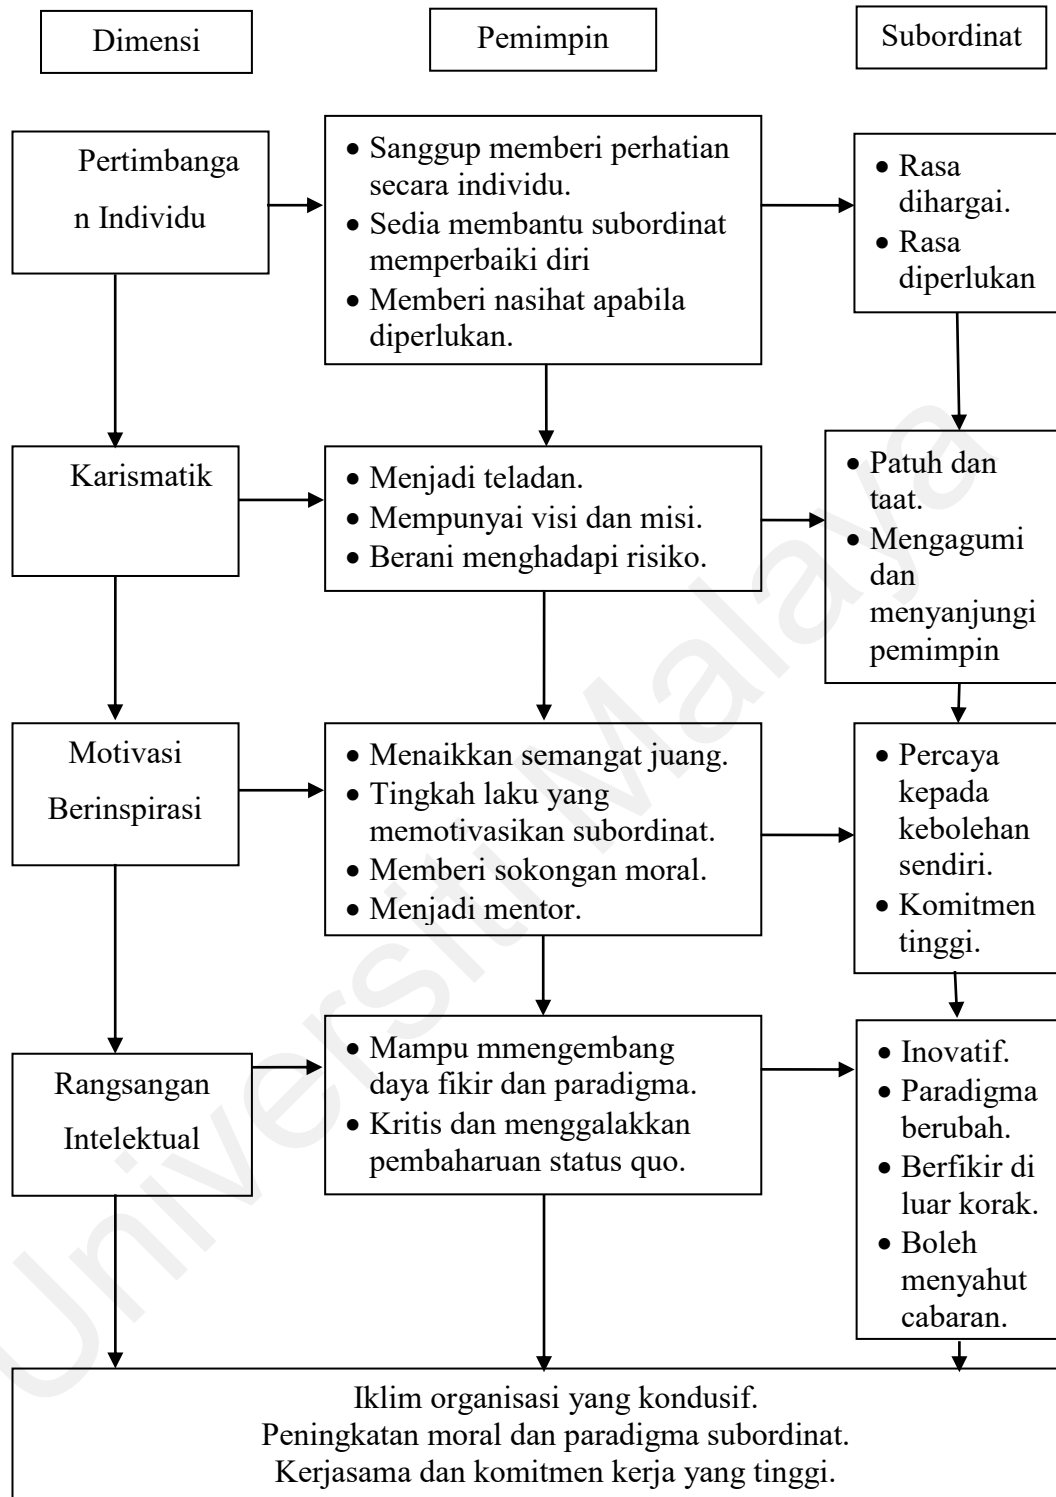 Dimensi
Pemimpin
Subordinat
Pertimbanga
n Individu
• Sanggup memberi perhatian
secara individu.
• Sedia membantu subordinat
memperbaiki diri
• Memberi nasihat apabila
diperlukan.
• Rasa
dihargai.
• Rasa
diperlukan
Karismatik
• Menjadi teladan.
• Mempunyai visi dan misi.
• Berani menghadapi risiko.
• Patuh dan
taat.
• Mengagumi
dan
menyanjungi
pemimpin
Motivasi
Berinspirasi
• Menaikkan semangat juang.
• Tingkah laku yang
memotivasikan subordinat.
• Memberi sokongan moral.
• Menjadi mentor.
• Percaya
kepada
kebolehan
sendiri.
• Komitmen
tinggi.
Rangsangan
Intelektual
• Mampu mmengembang
daya fikir dan paradigma.
• Kritis dan menggalakkan
pembaharuan status quo.
• Inovatif.
• Paradigma
berubah.
• Berfikir di
luar korak.
• Boleh
menyahut
cabaran.
Iklim organisasi yang kondusif.
Peningkatan moral dan paradigma subordinat.
Kerjasama dan komitmen kerja yang tinggi.
Universiti Malaya